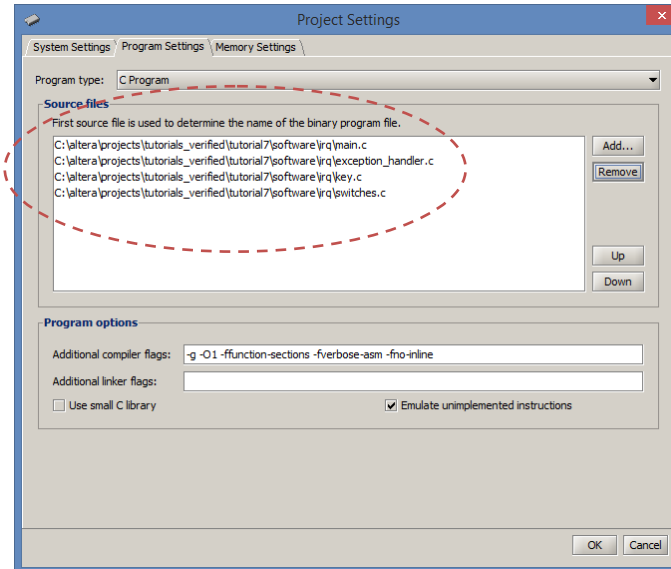 Project Settings
System Settings Program Settings Memory Settings
Program type: C Program
Source files
First source file is used to determine the name of the binary program file.
C:\altera\projects\tutorials_verified\tutorial7\software\irq\main.c
C:\altera\projects\tutorials_verified\tutorial7\software\irq\exception_handler.c
C:\altera\projects\tutorials_verified\tutorial7\software\irq\key.c
C:\altera\projects\tutorials_verified\tutorial7\software\irq\switches.c
Add...
Remove
Up
Down
Program options
Additional compiler flags: -g -O1 -ffunction-sections -fverbose-asm -fno-inline
Additional linker flags:
Use small C library Emulate unimplemented instructions
OK Cancel